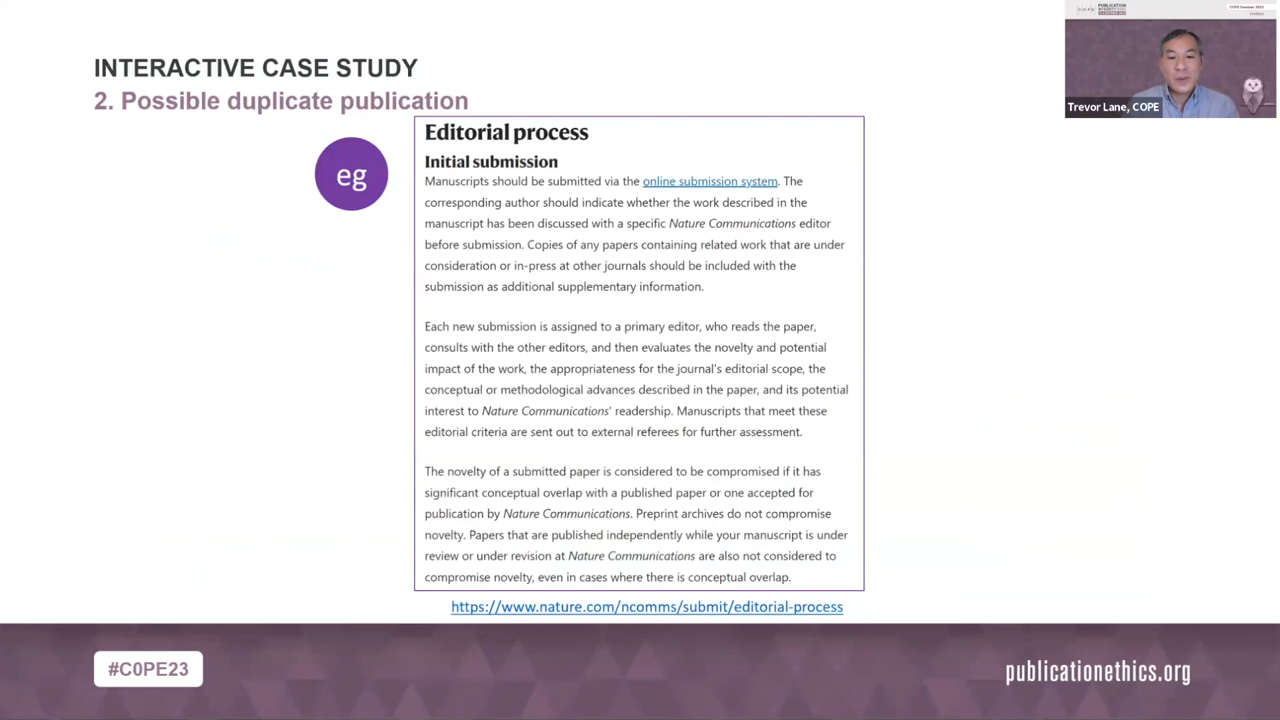 COPE
PUBLICATION
INTEGRITY
INTERACTIVE CASE STUDY
2. Possible duplicate publication
Trevor Lane, COPE
eg
Editorial process
Initial submission
Manuscripts should be submitted via the online submission system. The
corresponding author should indicate whether the work described in the
manuscript has been discussed with a specific Nature Communications editor
before submission. Copies of any papers containing related work that are under
consideration or in-press at other journals should be included with the
submission as additional supplementary information.
Each new submission is assigned to a primary editor, who reads the paper,
consults with the other editors, and then evaluates the novelty and potential
impact of the work, the appropriateness for the journal's editorial scope, the
conceptual or methodological advances described in the paper, and its potential
interest to Nature Communications' readership. Manuscripts that meet these
editorial criteria are sent out to external referees for further assessment.
The novelty of a submitted paper is considered to be compromised if it has
significant conceptual overlap with a published paper or one accepted for
publication by Nature Communications. Preprint archives do not compromise
novelty. Papers that are published independently while your manuscript is under
review or under revision at Nature Communications are also not considered to
compromise novelty, even in cases where there is conceptual overlap.
https://www.nature.com/ncomms/submit/editorial-process
#C0PE23
publicationethics.org